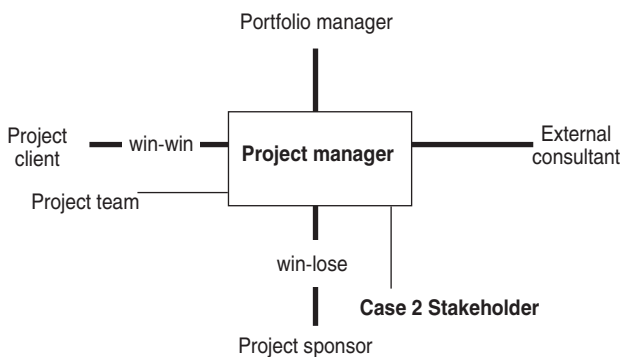 Portfolio manager
Project
client
win-win
Project manager
External
consultant
Project team
win-lose
Case 2 Stakeholder
Project sponsor